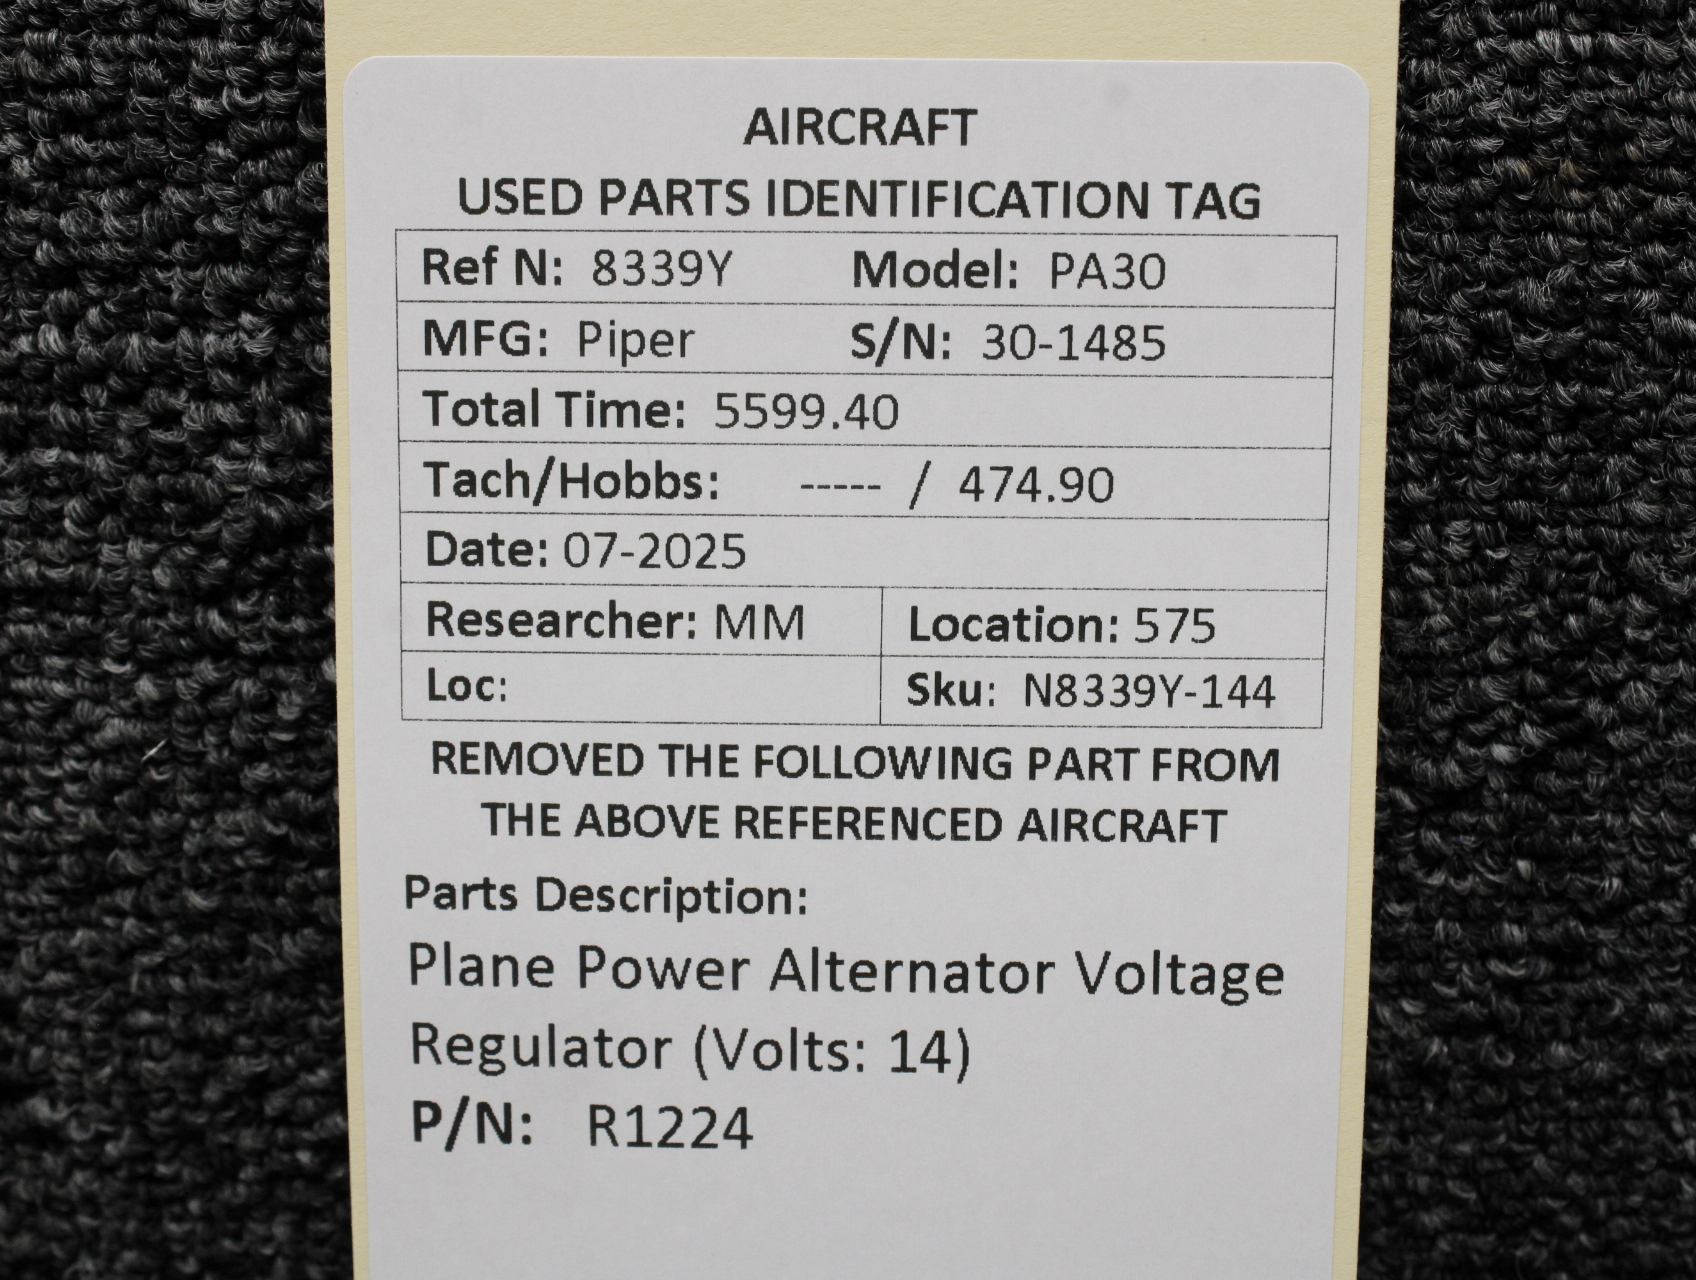 AIRCRAFT
USED PARTS IDENTIFICATION TAG
Ref N: 8339Y Model: PA30
MFG: Piper S/N: 30-1485
Total Time: 5599.40
Tach/Hobbs: ----- / 474.90
Date: 07-2025
Researcher: MM Location: 575
Loc: Sku: N8339Y-144
REMOVED THE FOLLOWING PART FROM
THE ABOVE REFERENCED AIRCRAFT
Parts Description:
Plane Power Alternator Voltage
Regulator (Volts: 14)
P/N: R1224